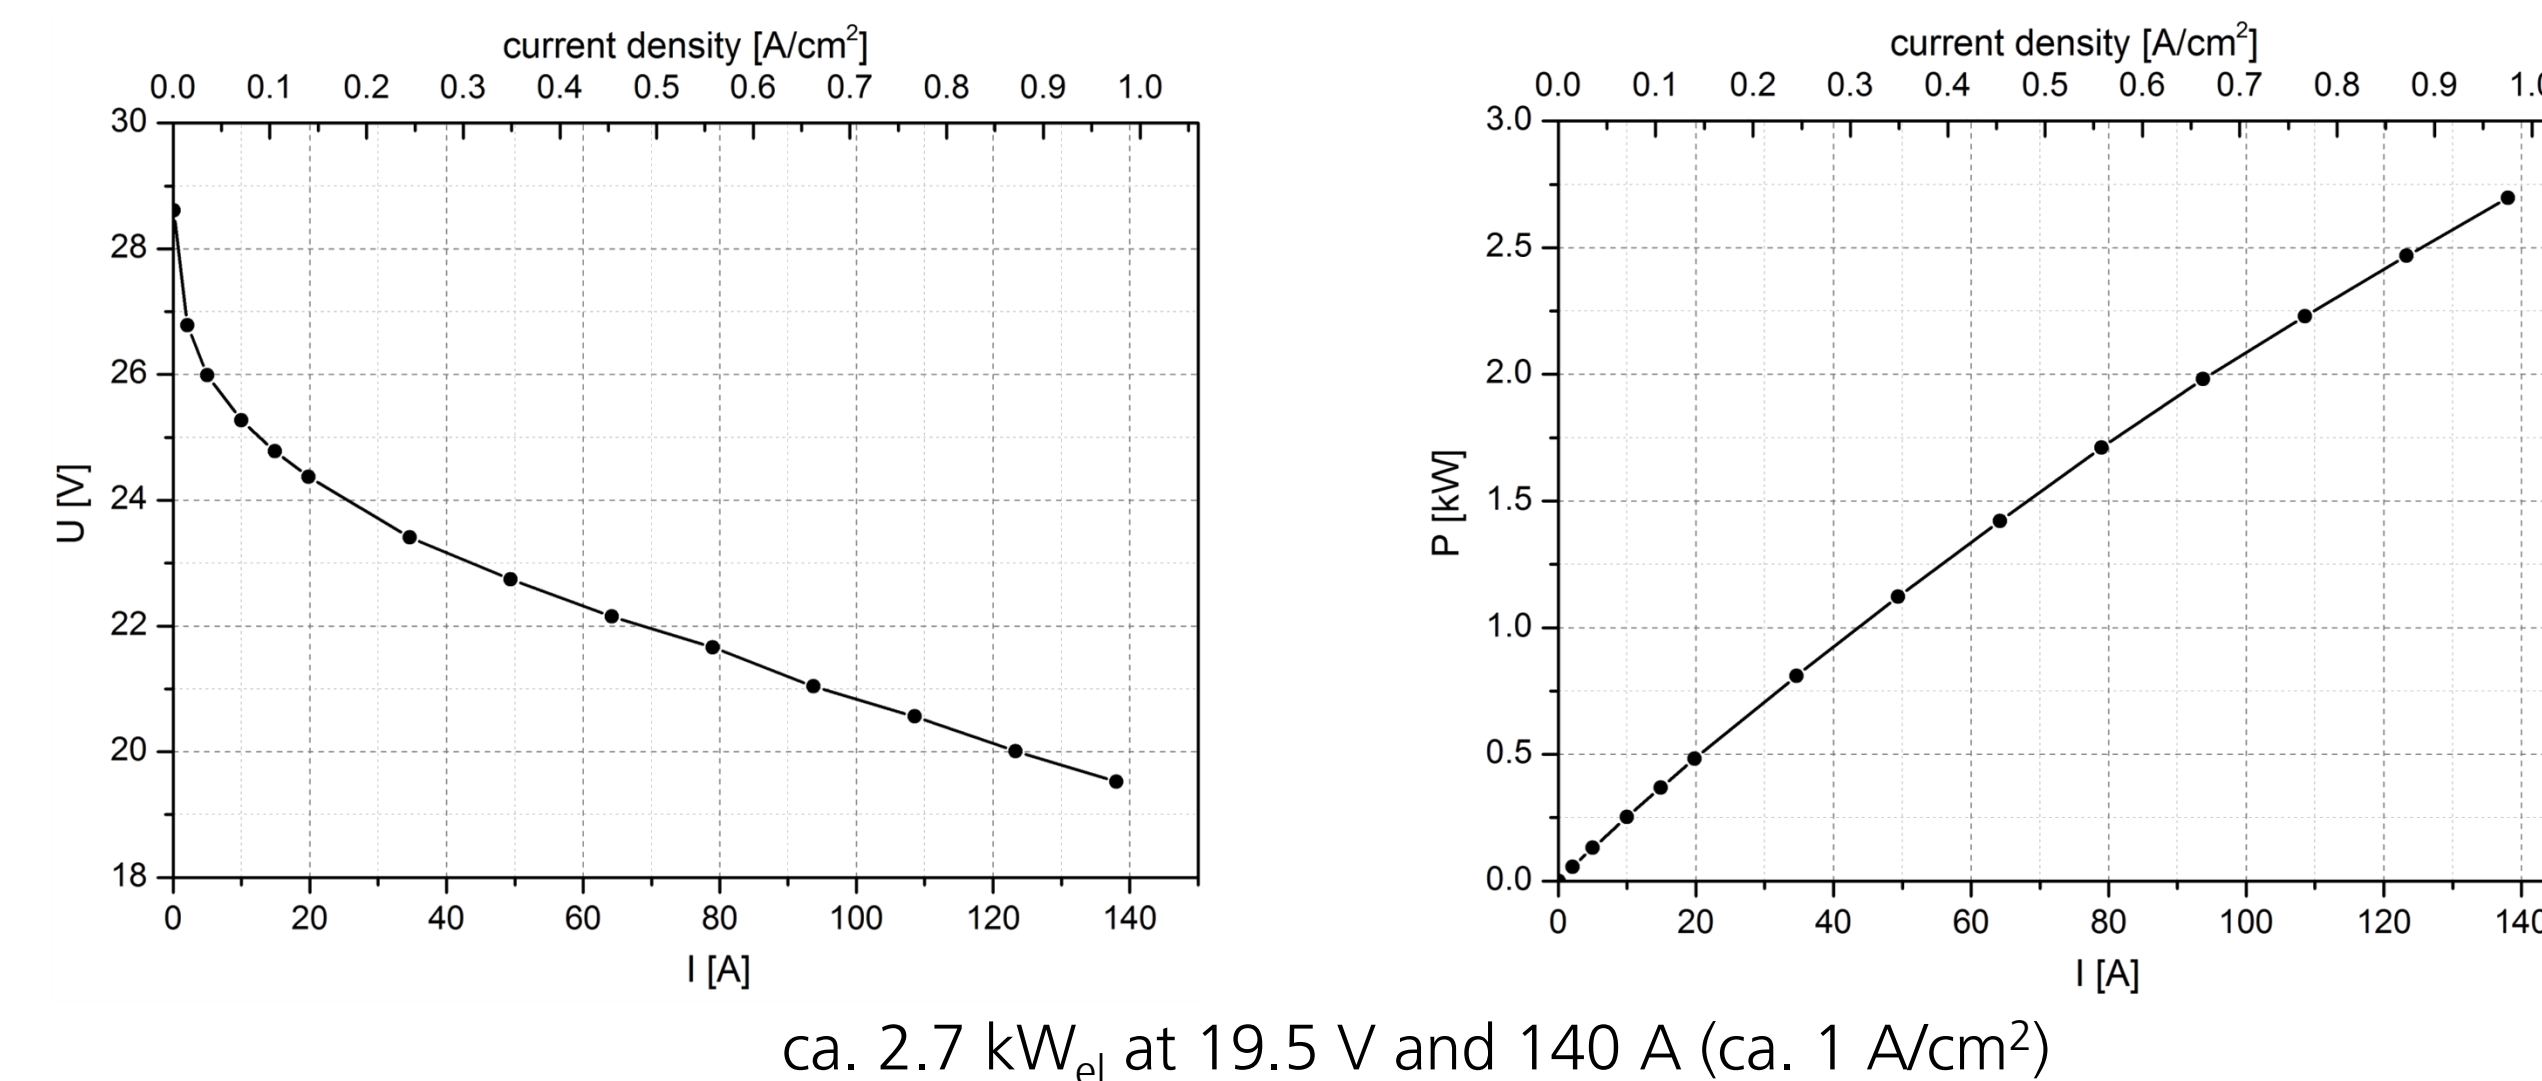 current density [A/cm²]
0.0 0.1 0.2 0.3 0.4 0.5 0.6 0.7 0.8 0.9 1.0
30
28
26
24
22
20
18
U [V]
0 20 40 60 80 100 120 140
I [A]
current density [A/cm²]
0.0 0.1 0.2 0.3 0.4 0.5 0.6 0.7 0.8 0.9 1.0
3.0
2.5
2.0
1.5
1.0
0.5
0.0
P [kW]
0 20 40 60 80 100 120 140
I [A]
ca. 2.7 kWel at 19.5 V and 140 A (ca. 1 A/cm²)